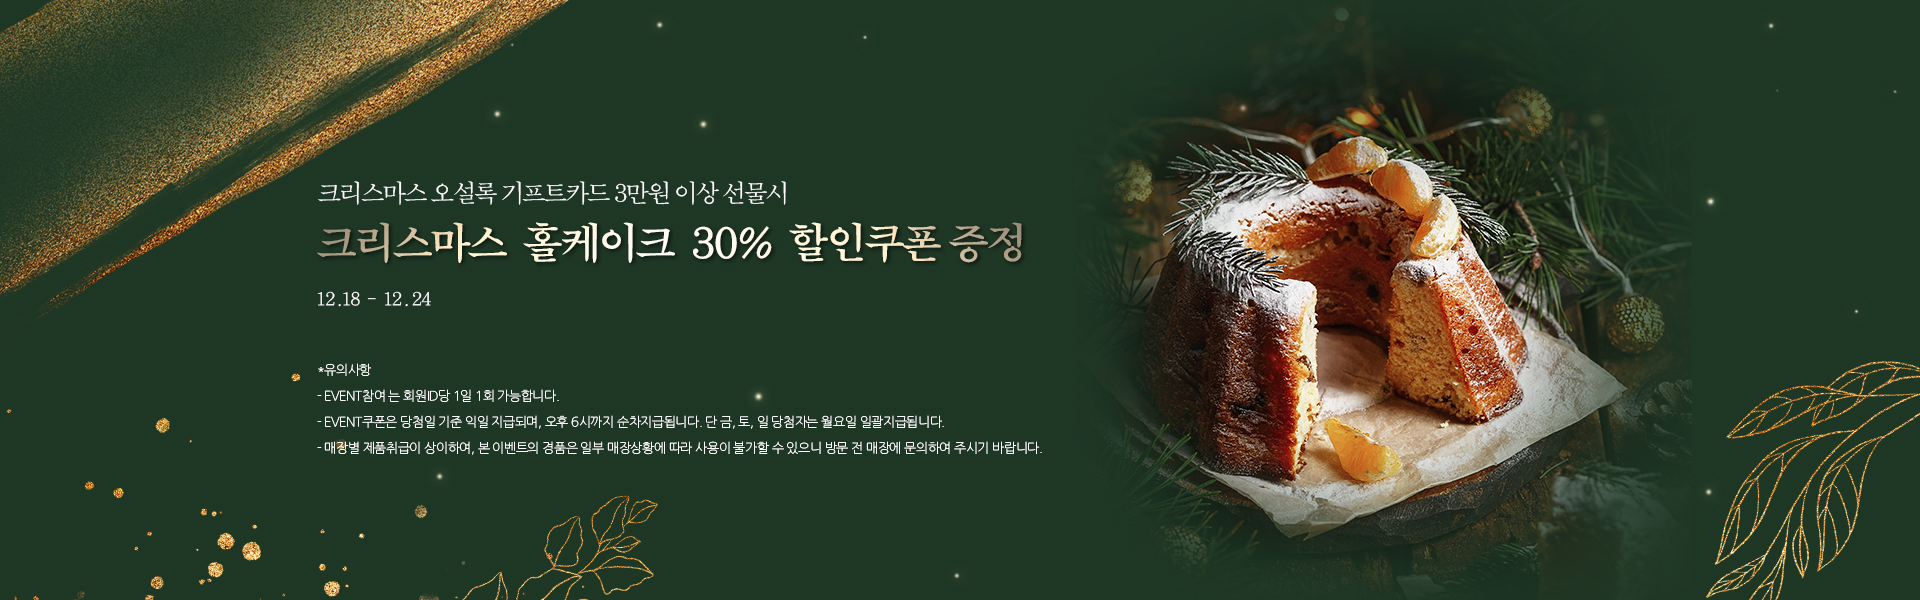 크리스마스 오설록 기프트카드 3만원 이상 선물시
크리스마스 홀케이크 30% 할인쿠폰 증정
12.18 - 12.24
*유의사항
- EVENT참여 는 회원ID당 1일 1회 가능합니다.
- EVENT쿠폰은 당첨일 기준 익일 지급되며, 오후 6시까지 순차지급됩니다. 단 금, 토, 일 당첨자는 월요일 일괄지급됩니다.
- 매장별 제품취급이 상이하여, 본 이벤트의 경품은 일부 매장상황에 따라 사용이 불가할 수 있으니 방문 전 매장에 문의하여 주시기 바랍니다.